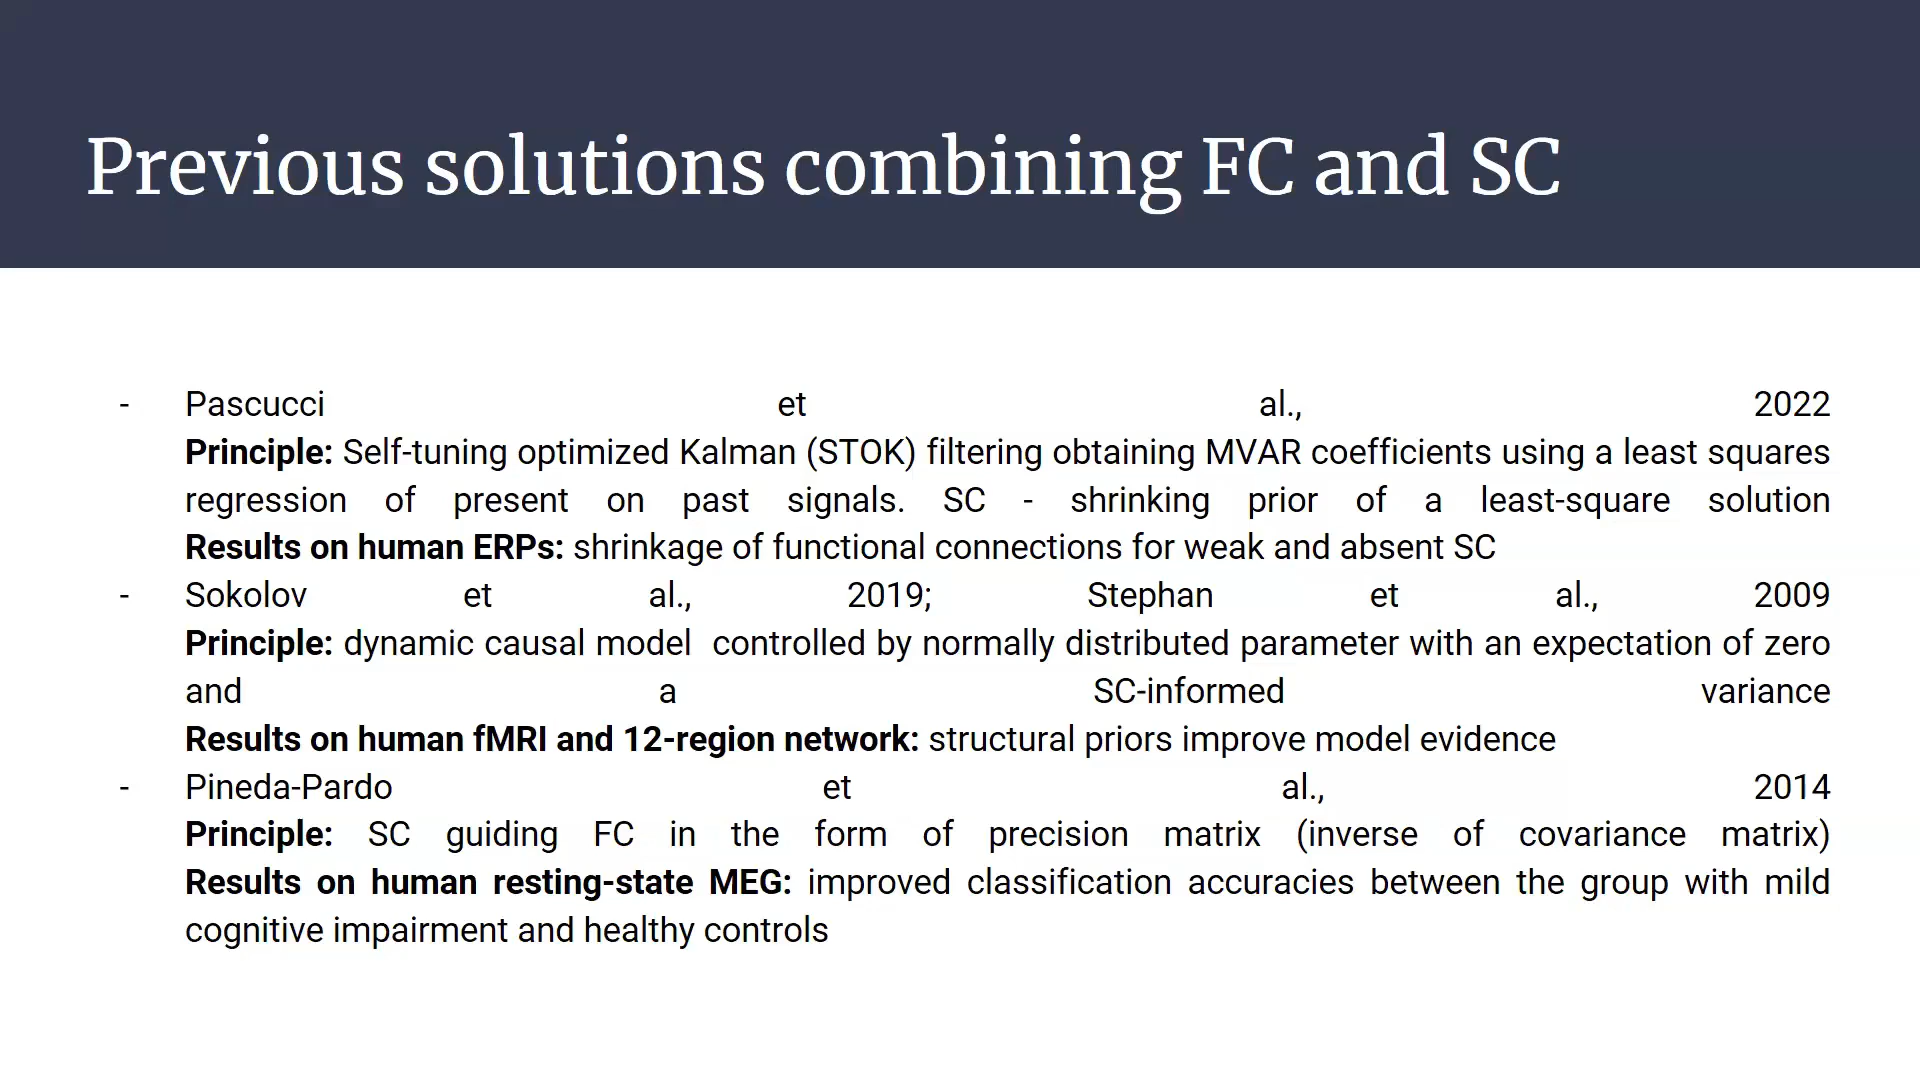 Previous solutions combining FC and SC
- Pascucci et al., 2022
Principle: Self-tuning optimized Kalman (STOK) filtering obtaining MVAR coefficients using a least squares
regression of present on past signals. SC - shrinking prior of a least-square solution
Results on human ERPs: shrinkage of functional connections for weak and absent SC
- Sokolov et al., 2019; Stephan et al., 2009
Principle: dynamic causal model controlled by normally distributed parameter with an expectation of zero
and a SC-informed variance
Results on human fMRI and 12-region network: structural priors improve model evidence
- Pineda-Pardo et al., 2014
Principle: SC guiding FC in the form of precision matrix (inverse of covariance matrix)
Results on human resting-state MEG: improved classification accuracies between the group with mild
cognitive impairment and healthy controls